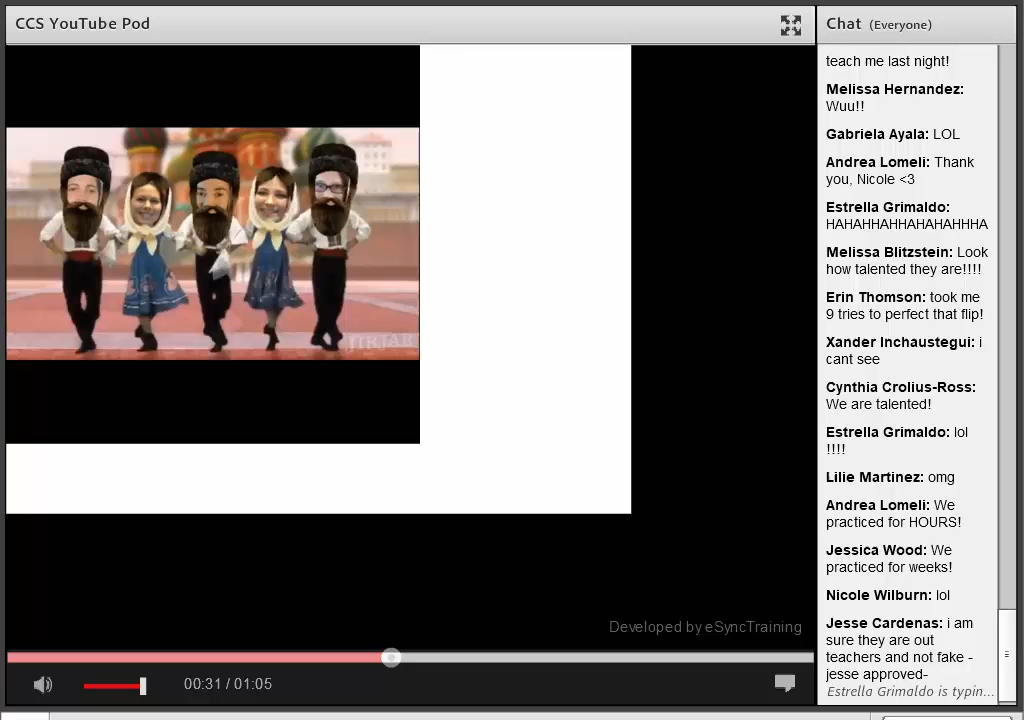 CCS YouTube Pod
JIBJAB
Developed by eSyncTraining
00:31 / 01:05
Chat (Everyone)
teach me last night!
Melissa Hernandez:
Wuu!!
Gabriela Ayala: LOL
Andrea Lomeli: Thank
you, Nicole <3
Estrella Grimaldo:
HAHAHHAHHAHAHAHHHA
Melissa Blitzstein: Look
how talented they are!!!!
Erin Thomson: took me
9 tries to perfect that flip!
Xander Inchaustegui: i
cant see
Cynthia Crolius-Ross:
We are talented!
Estrella Grimaldo: lol
!!!!
Lilie Martinez: omg
Andrea Lomeli: We
practiced for HOURS!
Jessica Wood: We
practiced for weeks!
Nicole Wilburn: lol
Jesse Cardenas: i am
sure they are out
teachers and not fake -
jesse approved-
Estrella Grimaldo is typin...